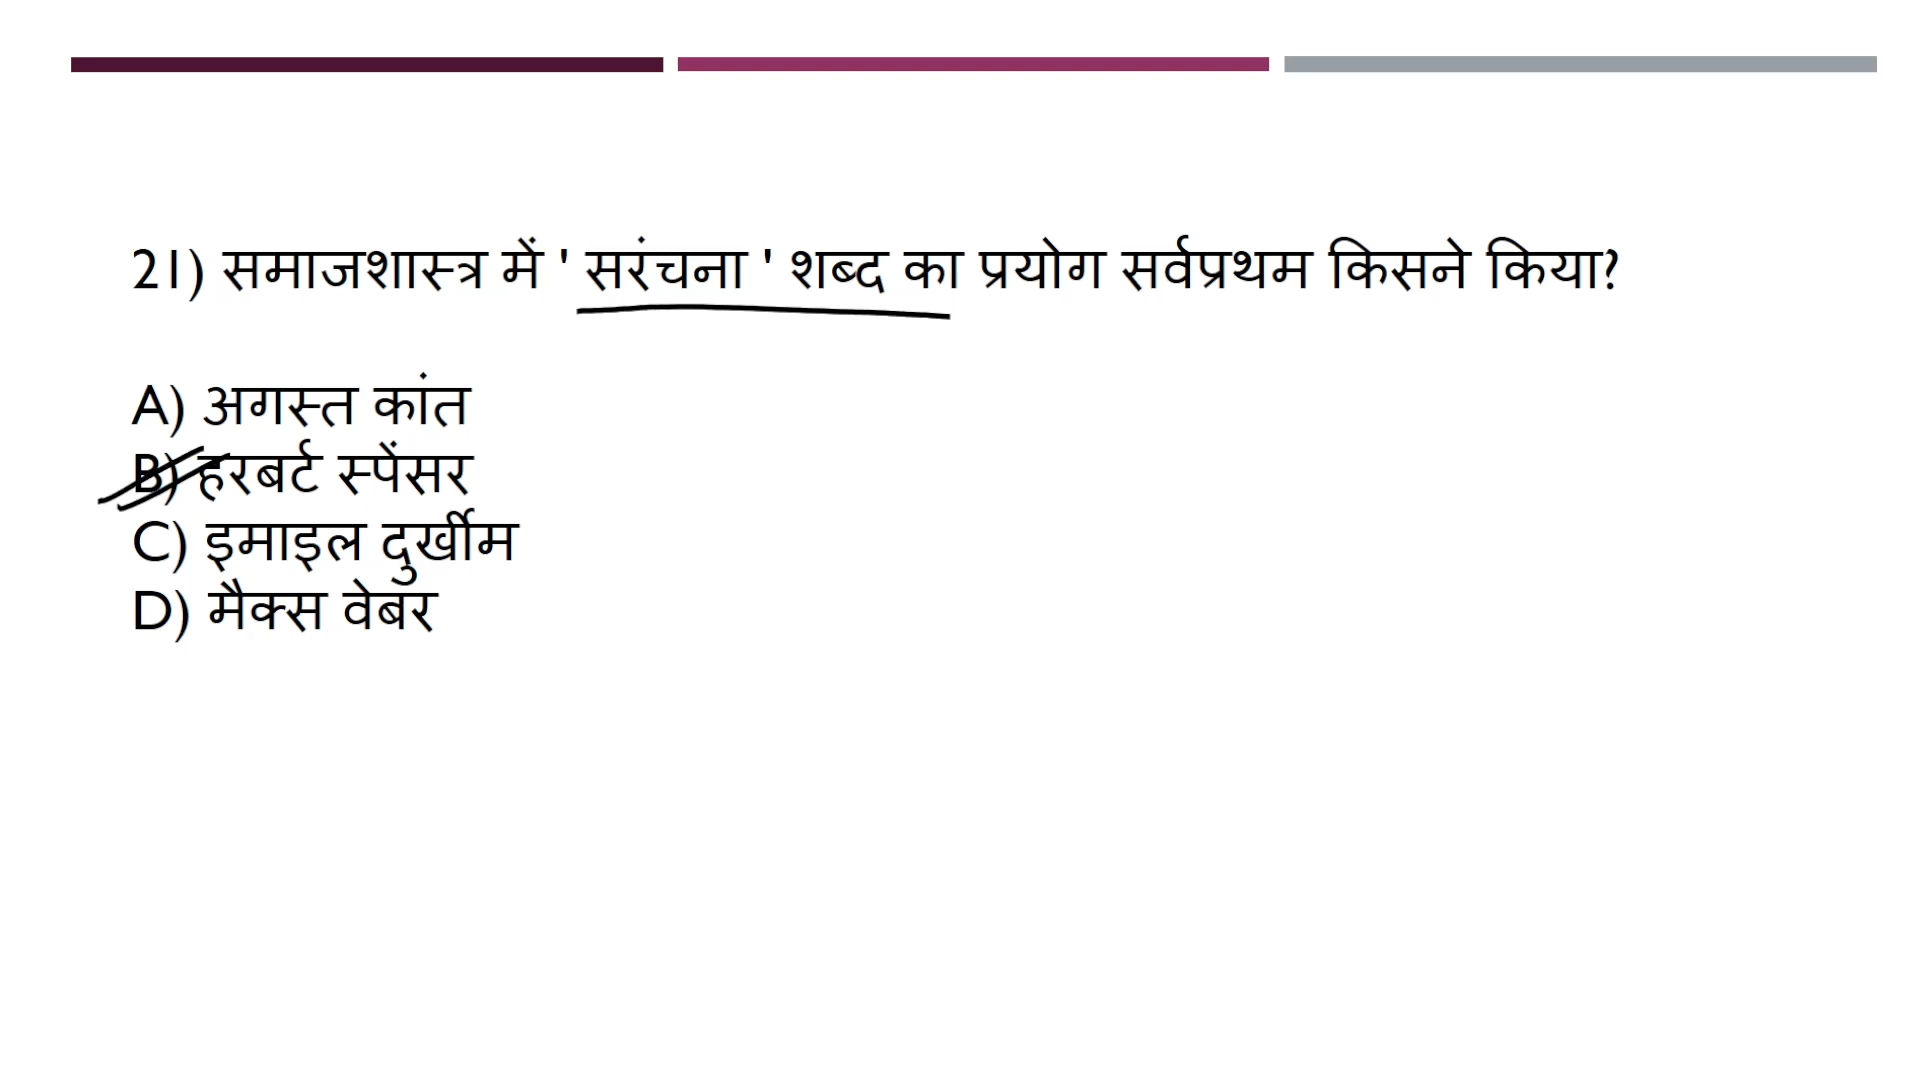 21) समाजशास्त्र में ' सरंचना ' शब्द का प्रयोग सर्वप्रथम किसने किया?
A) अगस्त कांत
B) हरबर्ट स्पेंसर
C) इमाइल दुर्खीम
D) मैक्स वेबर